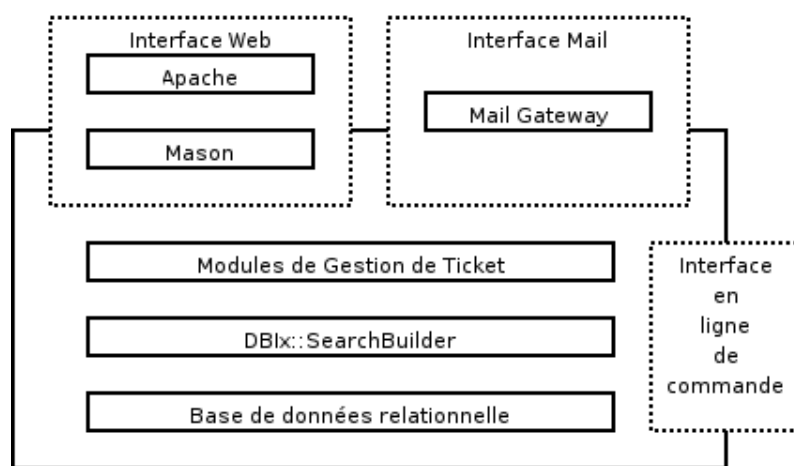 Interface Web
Apache
Mason
Interface Mail
Mail Gateway
Modules de Gestion de Ticket
DBIx::SearchBuilder
Base de données relationnelle
Interface
en
ligne
de
commande